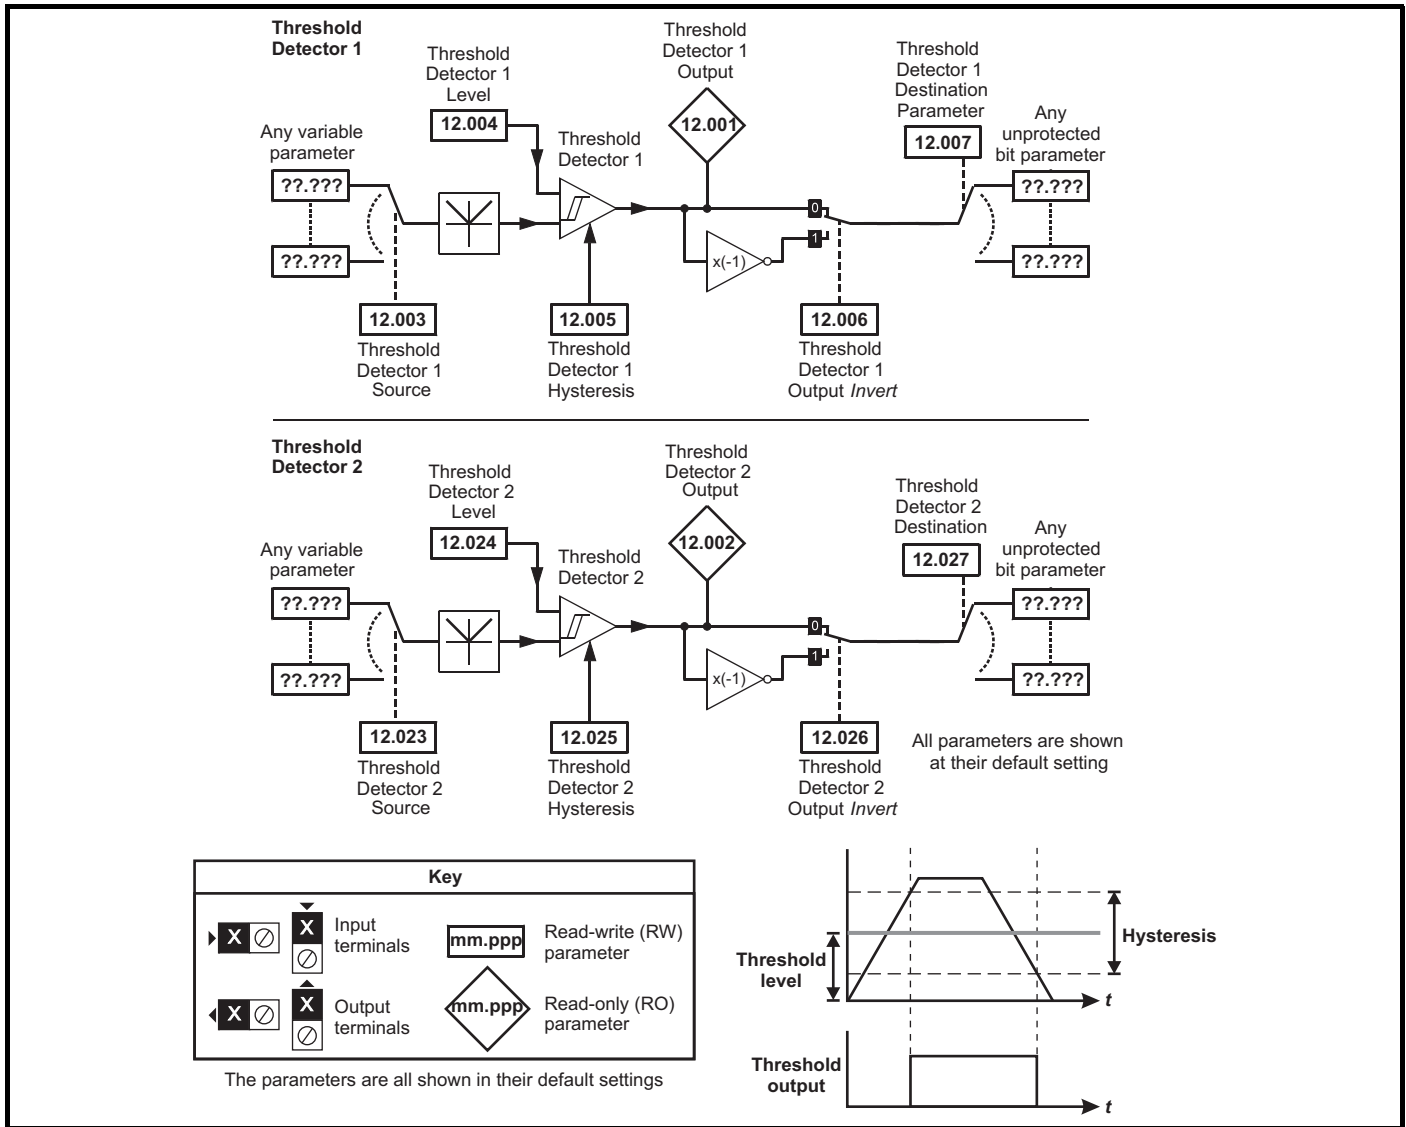 Threshold
Detector 1
Threshold
Detector 1
Level
12.004
Threshold
Detector 1
Output
12.001
Threshold
Detector 1
Destination
Parameter
12.007
Any variable
parameter
??.???
??.???
Threshold
Detector 1
Any
unprotected
bit parameter
??.???
??.???
0
1
x(-1)
12.003
Threshold
Detector 1
Source
12.005
Threshold
Detector 1
Hysteresis
12.006
Threshold
Detector 1
Output Invert
Threshold
Detector 2
Threshold
Detector 2
Level
12.024
Threshold
Detector 2
Output
12.002
Threshold
Detector 2
Destination
12.027
Any variable
parameter
??.???
??.???
Threshold
Detector 2
Any
unprotected
bit parameter
??.???
??.???
0
1
x(-1)
12.023
Threshold
Detector 2
Source
12.025
Threshold
Detector 2
Hysteresis
12.026
Threshold
Detector 2
Output Invert
All parameters are shown
at their default setting
Key
X
X
Input
terminals
mm.ppp
Read-write (RW)
parameter
X
X
Output
terminals
mm.ppp
Read-only (RO)
parameter
The parameters are all shown in their default settings
Threshold
level
Hysteresis
t
Threshold
output
t